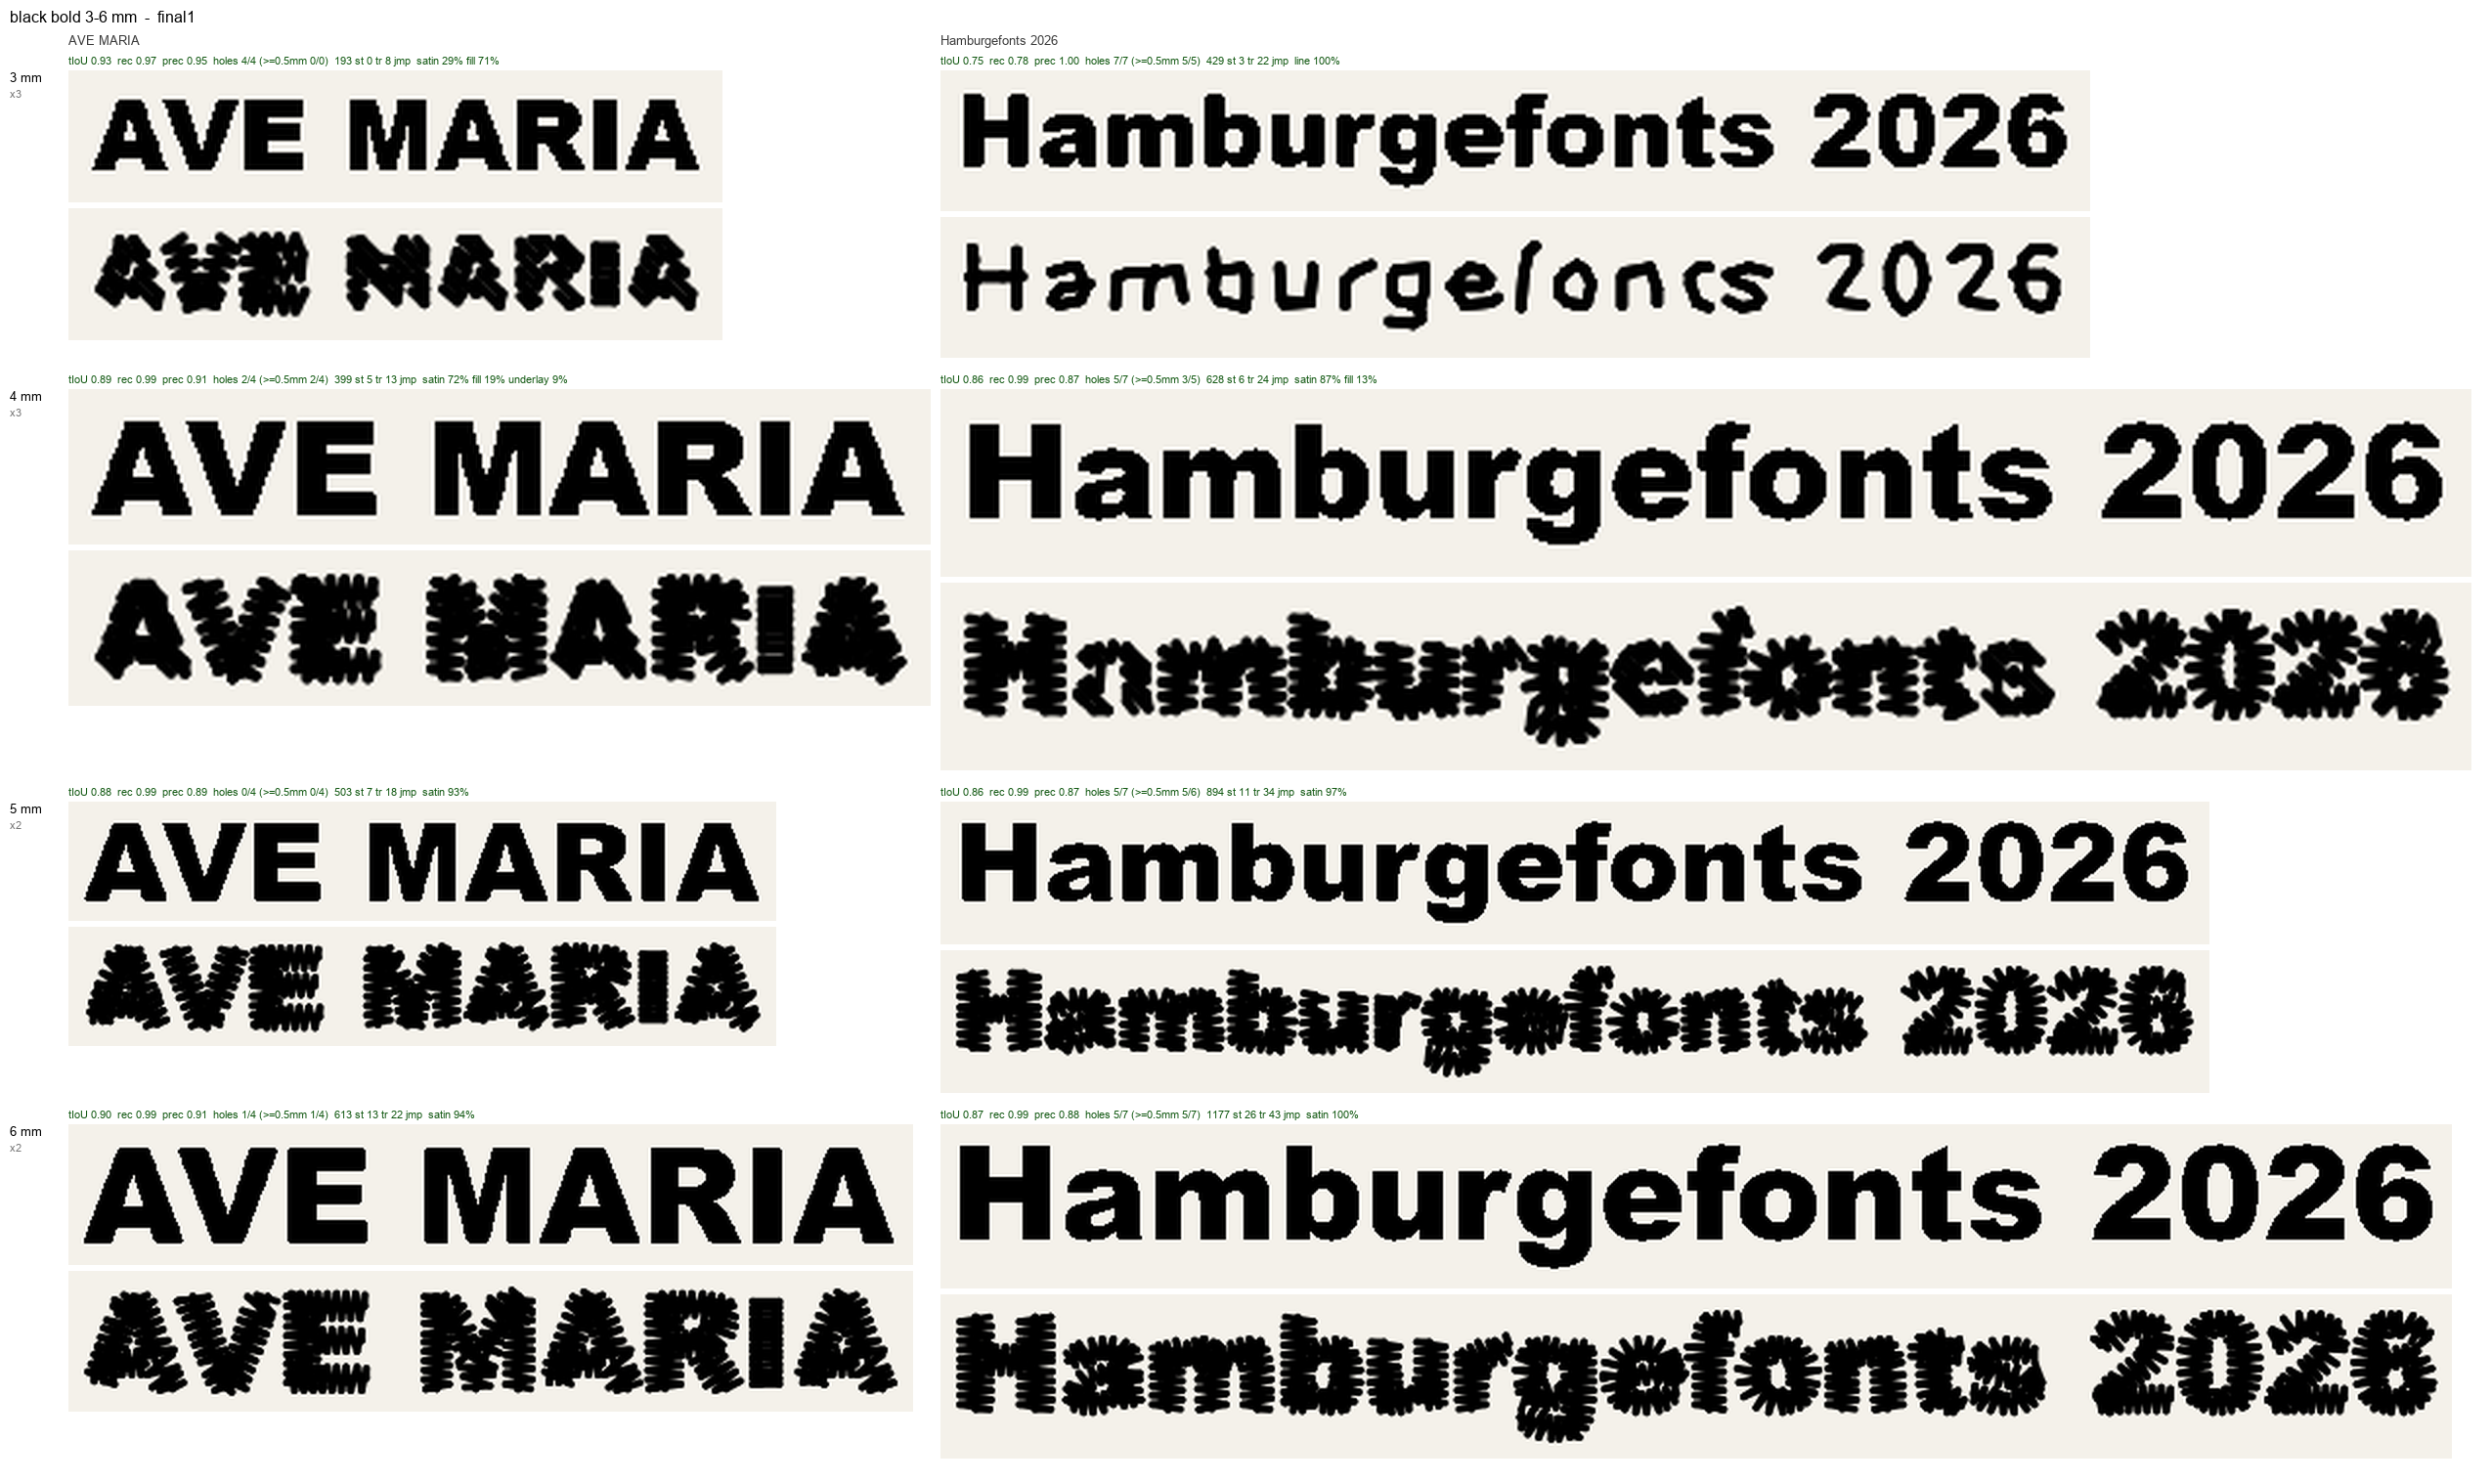 black bold 3-6 mm - final1
AVE MARIA
Hamburgefonts 2026
tIoU 0.93 rec 0.97 prec 0.95 holes 4/4 (>=0.5mm 0/0) 193 st 0 tr 8 jmp satin 29% fill 71%
tIoU 0.75 rec 0.78 prec 1.00 holes 7/7 (>=0.5mm 5/5) 429 st 3 tr 22 jmp line 100%
3 mm
x3
AVE MARIA
Hamburgefonts 2026
AVE MARIA
Hamburgeloncs 2026
tIoU 0.89 rec 0.99 prec 0.91 holes 2/4 (>=0.5mm 2/4) 399 st 5 tr 13 jmp satin 72% fill 19% underlay 9%
tIoU 0.86 rec 0.99 prec 0.87 holes 5/7 (>=0.5mm 3/5) 628 st 6 tr 24 jmp satin 87% fill 13%
4 mm
x3
AVE MARIA
Hamburgefonts 2026
AVE MARIA
Hamburgefonts 2026
tIoU 0.88 rec 0.99 prec 0.89 holes 0/4 (>=0.5mm 0/4) 503 st 7 tr 18 jmp satin 93%
tIoU 0.86 rec 0.99 prec 0.87 holes 5/7 (>=0.5mm 5/6) 894 st 11 tr 34 jmp satin 97%
5 mm
x2
AVE MARIA
Hamburgefonts 2026
AVE MARIA
Hamburgefonts 2026
tIoU 0.90 rec 0.99 prec 0.91 holes 1/4 (>=0.5mm 1/4) 613 st 13 tr 22 jmp satin 94%
tIoU 0.87 rec 0.99 prec 0.88 holes 5/7 (>=0.5mm 5/7) 1177 st 26 tr 43 jmp satin 100%
6 mm
x2
AVE MARIA
Hamburgefonts 2026
AVE MARIA
Hamburgefonts 2026